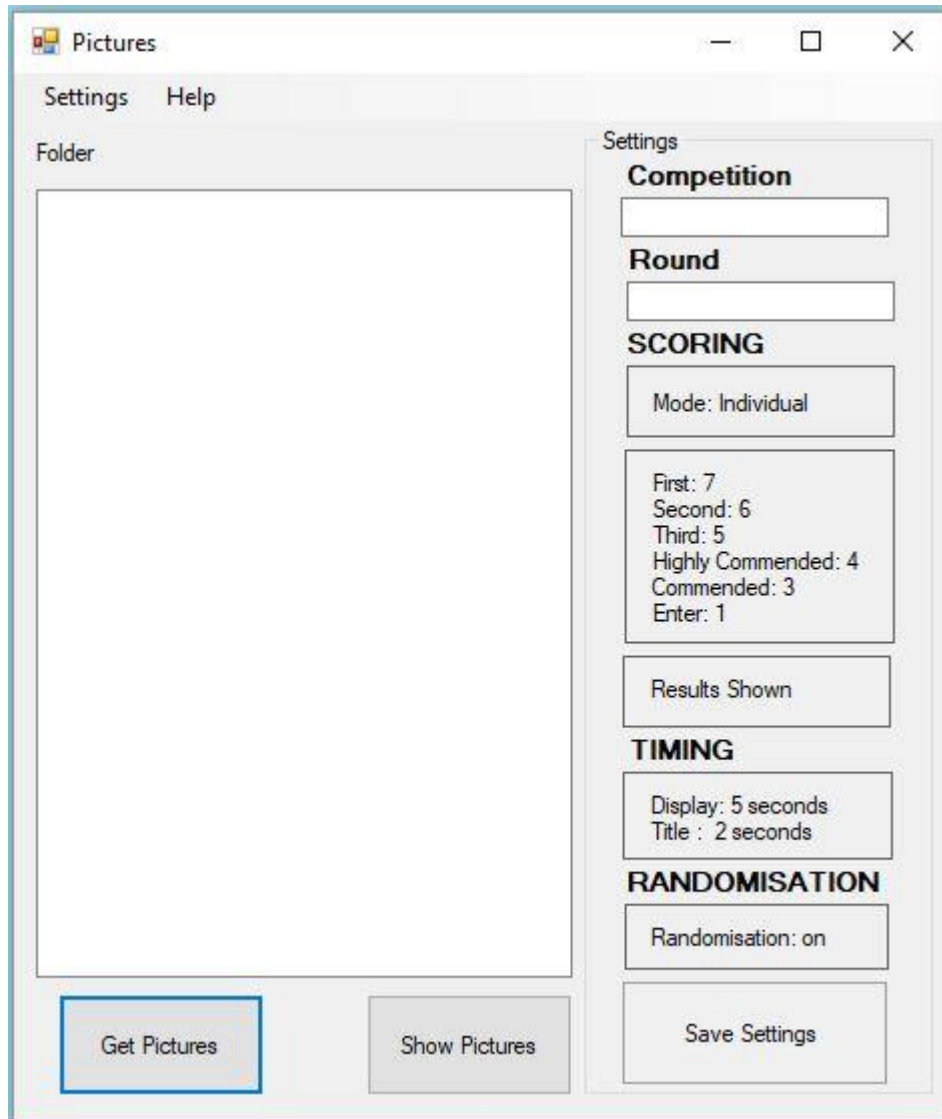 Pictures
Settings Help
Folder
Settings
Competition
Round
SCORING
Mode: Individual
First: 7
Second: 6
Third: 5
Highly Commended: 4
Commended: 3
Enter: 1
Results Shown
TIMING
Display: 5 seconds
Title : 2 seconds
RANDOMISATION
Randomisation: on
Get Pictures
Show Pictures
Save Settings